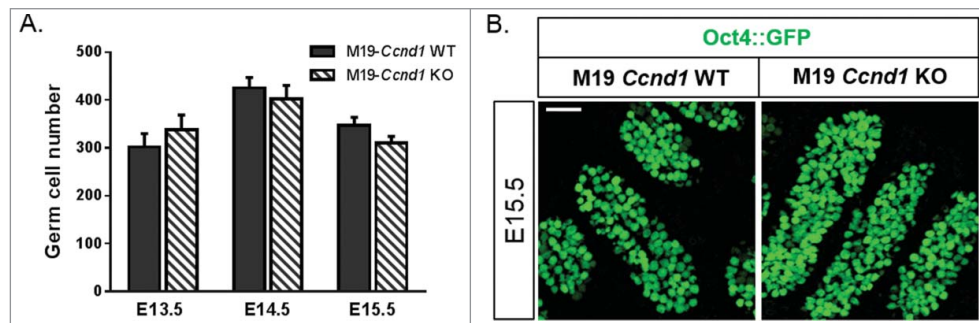 A.
500
400
300
200
100
0
Germ cell number
M19-Ccnd1 WT
M19-Ccnd1 KO
E13.5 E14.5 E15.5
B.
Oct4::GFP
M19 Ccnd1 WT M19 Ccnd1 KO
E15.5